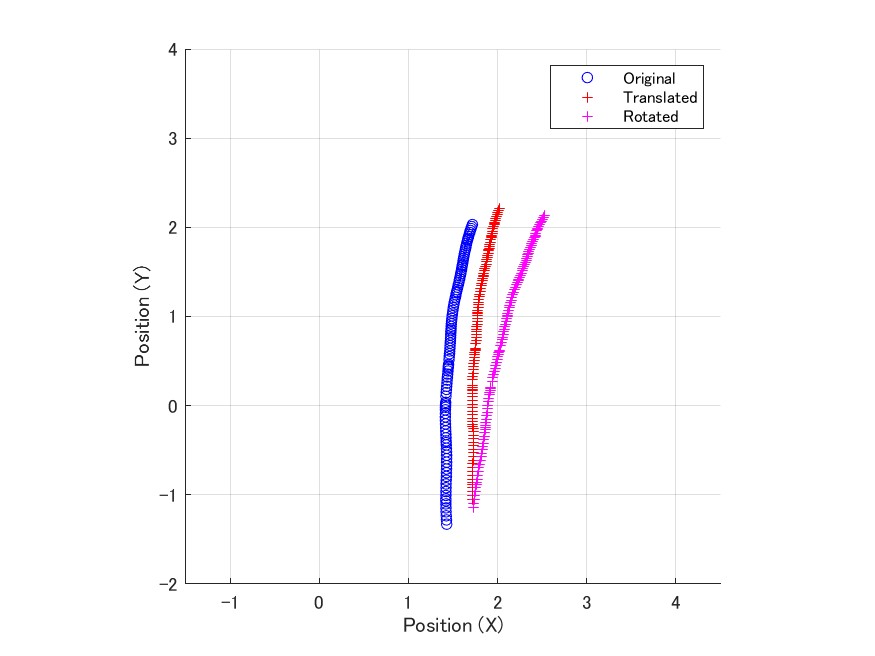 4
3
2
1
0
−1
−2
Position (Y)
−1
0
1
2
3
4
Position (X)
Original
Translated
Rotated